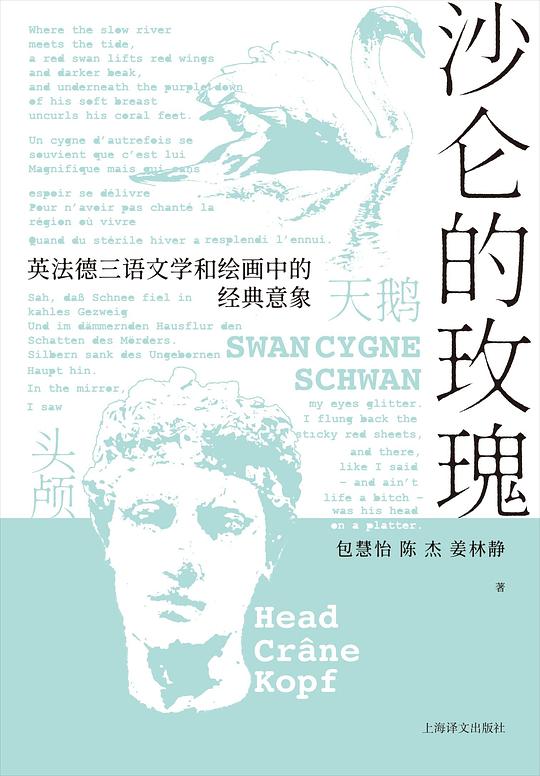 沙仑的玫瑰
Where the slow river
meets the tide,
a red swan lifts red wings
and darker beak,
and underneath the purple down
of his soft breast
uncurls his coral feet.
Un cygne d'autrefois se
souvient que c'est lui
Magnifique mais qui sans
espoir se délivre
Pour n'avoir pas chanté la
région où vivre
Quand du stérile hiver a resplendi l'ennui.
英法德三语文学和绘画中的
经典意象
天鹅
SWAN CYGNE
SCHWAN
Sah, daß Schnee fiel in
kahles Gezweig
Und im dämmernden Hausflur den
Schatten des Mörders.
Silbern sank des Ungebornen
Haupt hin.
In the mirror,
I saw
my eyes glitter.
I flung back the
sticky red sheets,
and there,
like I said
– and ain't
life a bitch –
was his head
on a platter.
头颅
包慧怡 陈 杰 姜林静
著
Head
Crâne
Kopf
上海译文出版社